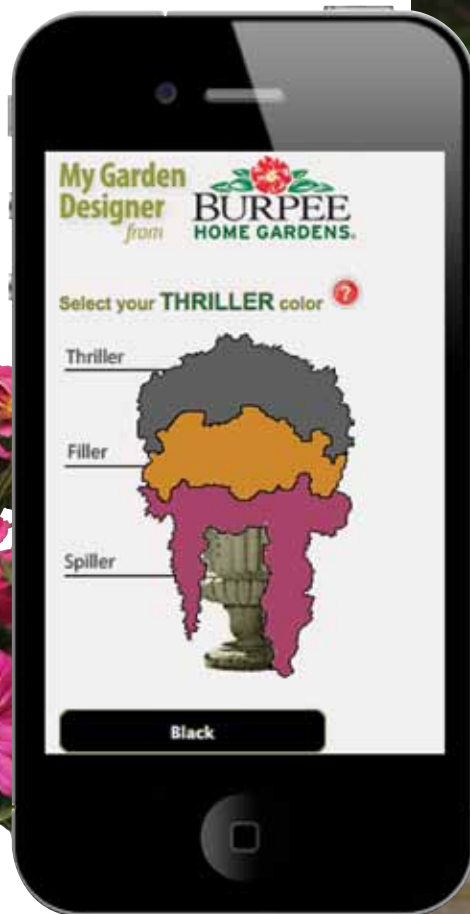 My Garden
Designer
from
BURPEE
HOME GARDENS®
Select your THRILLER color ?
Thriller
Filler
Spiller
Black